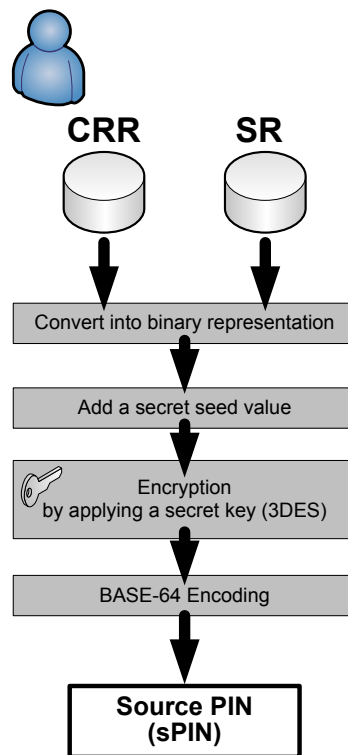 CRR SR
Convert into binary representation
Add a secret seed value
Encryption
by applying a secret key (3DES)
BASE-64 Encoding
Source PIN
(sPIN)